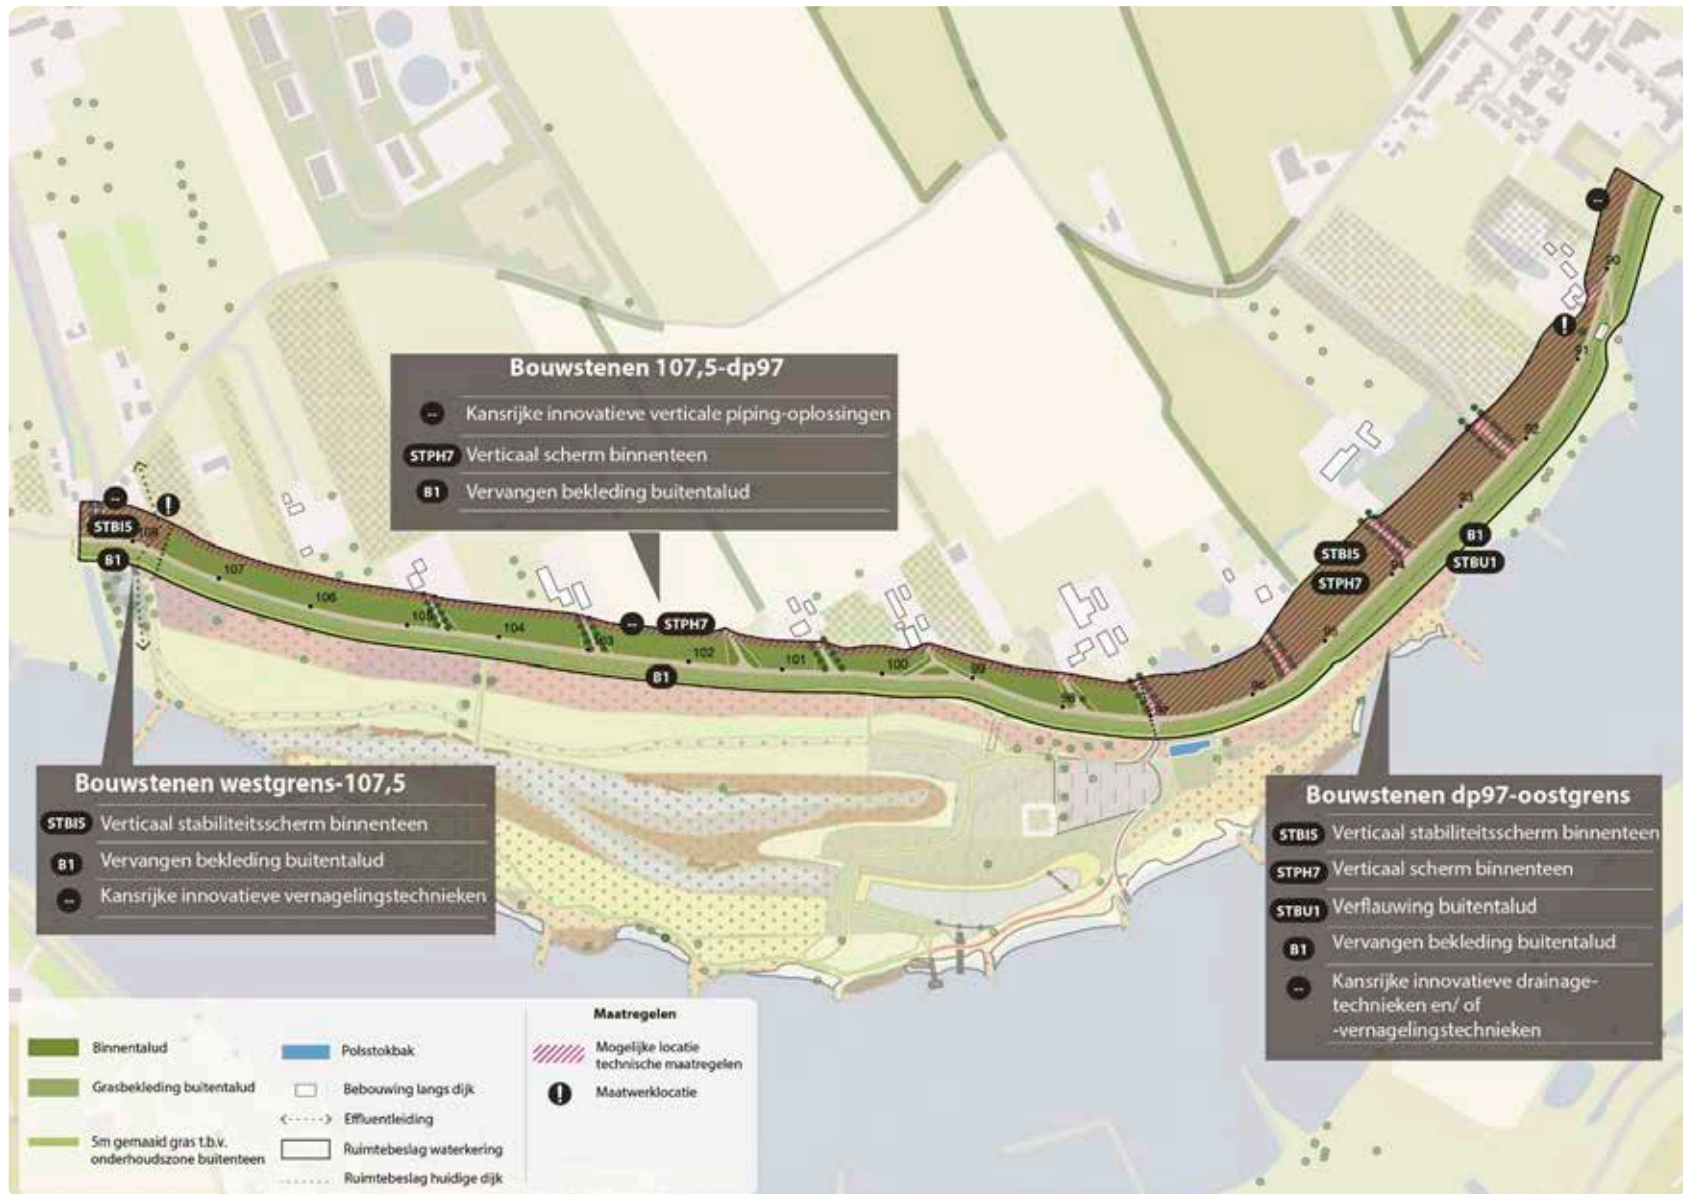 Bouwstenen 107,5-dp97
-- Kansrijke innovatieve verticale piping-oplossingen
STPH7 Verticaal scherm binnenteen
B1 Vervangen bekleding buitentalud
--
!
--
STBI5
108
B1
107
106
105
104
103
--
STPH7
102
B1
101
100
99
98
97
96
95
94
93
92
91
90
--
!
STBI5
STPH7
B1
STBU1
Bouwstenen westgrens-107,5
STBI5 Verticaal stabiliteitsscherm binnenteen
B1 Vervangen bekleding buitentalud
-- Kansrijke innovatieve vernagelingstechnieken
Bouwstenen dp97-oostgrens
STBI5 Verticaal stabiliteitsscherm binnenteen
STPH7 Verticaal scherm binnenteen
STBU1 Verflauwing buitentalud
B1 Vervangen bekleding buitentalud
-- Kansrijke innovatieve drainage-
technieken en/ of
-vernagelingstechnieken
Binnentalud
Grasbekleding buitentalud
5m gemaaid gras t.b.v.
onderhoudszone buitenteen
Polsstokbak
Bebouwing langs dijk
Effluentleiding
Ruimtebeslag waterkering
Ruimtebeslag huidige dijk
Maatregelen
Mogelijke locatie
technische maatregelen
! Maatwerklocatie